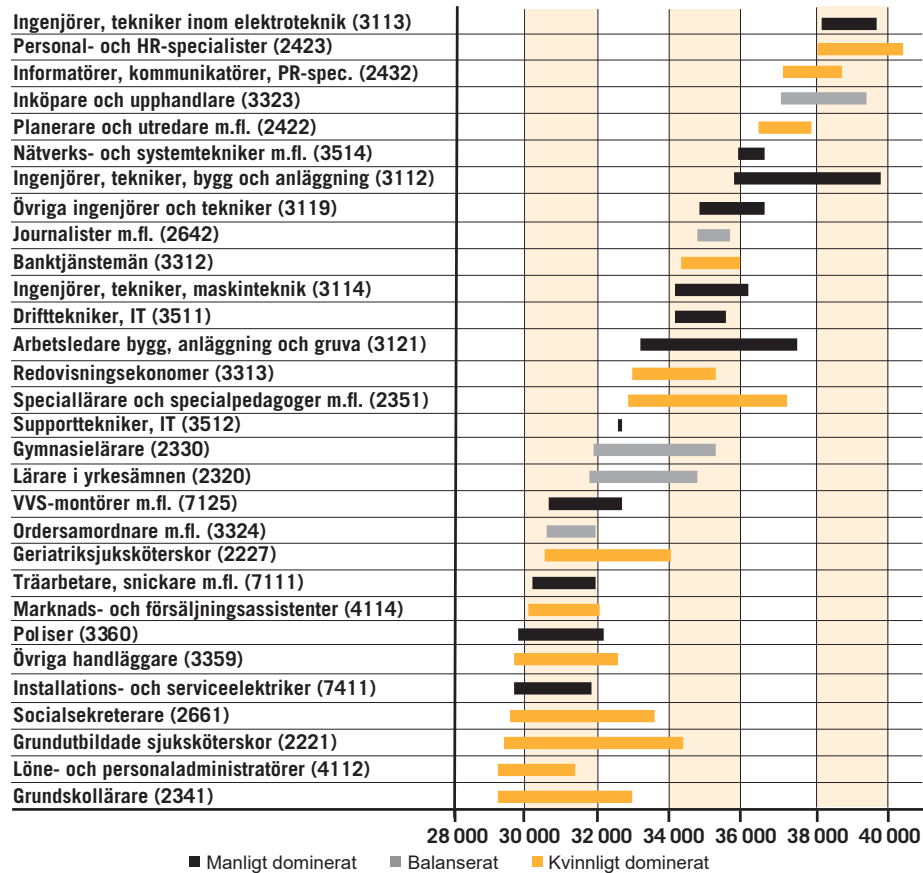 Ingenjörer, tekniker inom elektroteknik (3113)
Personal- och HR-specialister (2423)
Informatörer, kommunikatörer, PR-spec. (2432)
Inköpare och upphandlare (3323)
Planerare och utredare m.fl. (2422)
Nätverks- och systemtekniker m.fl. (3514)
Ingenjörer, tekniker, bygg och anläggning (3112)
Övriga ingenjörer och tekniker (3119)
Journalister m.fl. (2642)
Banktjänstemän (3312)
Ingenjörer, tekniker, maskinteknik (3114)
Drifttekniker, IT (3511)
Arbetsledare bygg, anläggning och gruva (3121)
Redovisningsekonomer (3313)
Speciallärare och specialpedagoger m.fl. (2351)
Supporttekniker, IT (3512)
Gymnasielärare (2330)
Lärare i yrkesämnen (2320)
VVS-montörer m.fl. (7125)
Ordersamordnare m.fl. (3324)
Geriatriksjuksköterskor (2227)
Träarbetare, snickare m.fl. (7111)
Marknads- och försäljningsassistenter (4114)
Poliser (3360)
Övriga handläggare (3359)
Installations- och serviceelektriker (7411)
Socialsekreterare (2661)
Grundutbildade sjuksköterskor (2221)
Löne- och personaladministratörer (4112)
Grundskollärare (2341)
28 000 30 000 32 000 34 000 36 000 38 000 40 000
Manligt dominerat Balanserat Kvinnligt dominerat